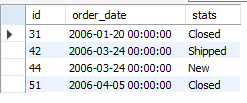 id order_date stats
31 2006-01-20 00:00:00 Closed
42 2006-03-24 00:00:00 Shipped
44 2006-03-24 00:00:00 New
51 2006-04-05 00:00:00 Closed